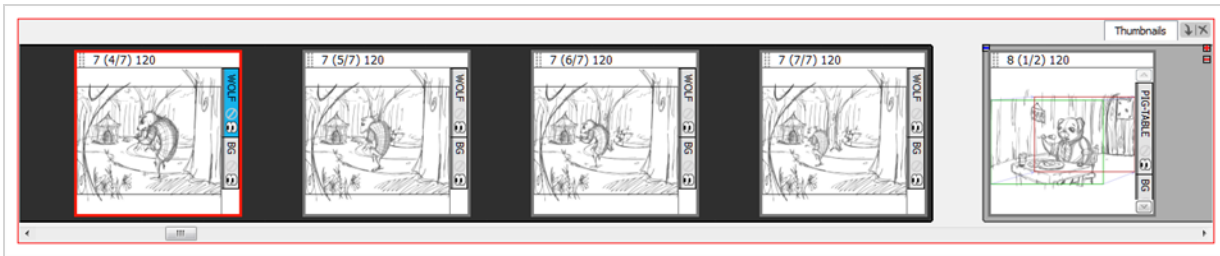 Thumbnails
7 (4/7) 120
7 (5/7) 120
7 (6/7) 120
7 (7/7) 120
8 (1/2) 120
WOLF
BG
WOLF
BG
WOLF
BG
WOLF
BG
PIG-TABLE
BG